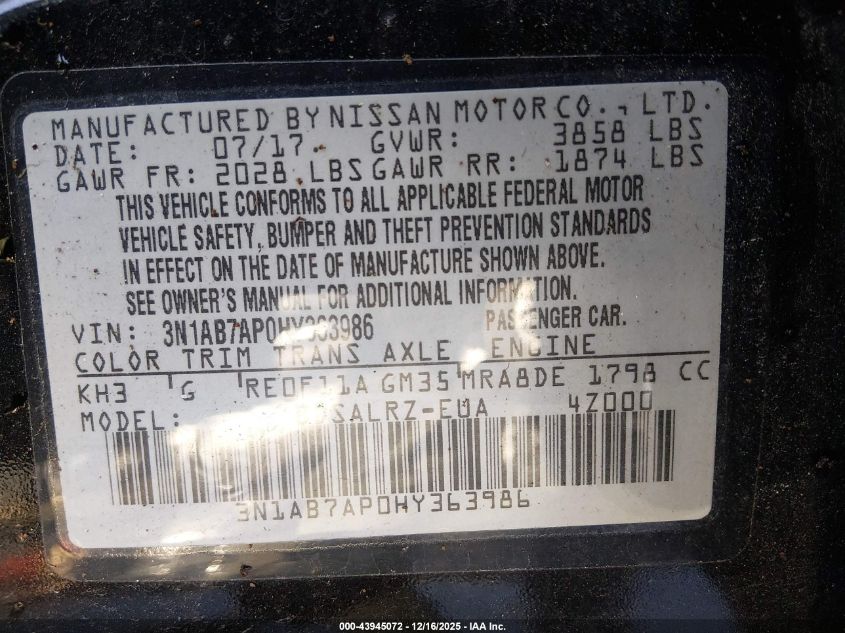 MANUFACTURED BY NISSAN MOTOR CO., LTD.
DATE: 07/17 GVWR: 3858 LBS
GAWR FR: 2028 LBS GAWR RR: 1874 LBS
THIS VEHICLE CONFORMS TO ALL APPLICABLE FEDERAL MOTOR
VEHICLE SAFETY, BUMPER AND THEFT PREVENTION STANDARDS
IN EFFECT ON THE DATE OF MANUFACTURE SHOWN ABOVE.
SEE OWNER'S MANUAL FOR ADDITIONAL INFORMATION.
VIN: 3N1AB7AP0HY363986 PASSENGER CAR.
COLOR TRIM TRANS AXLE ENGINE
KH3 G RE0F11A GM35 MRA8DE 1798 CC
MODEL: SALRZ-EUA 4Z000
3N1AB7AP0HY363986
000-43945072 - 12/16/2025 - IAA Inc.